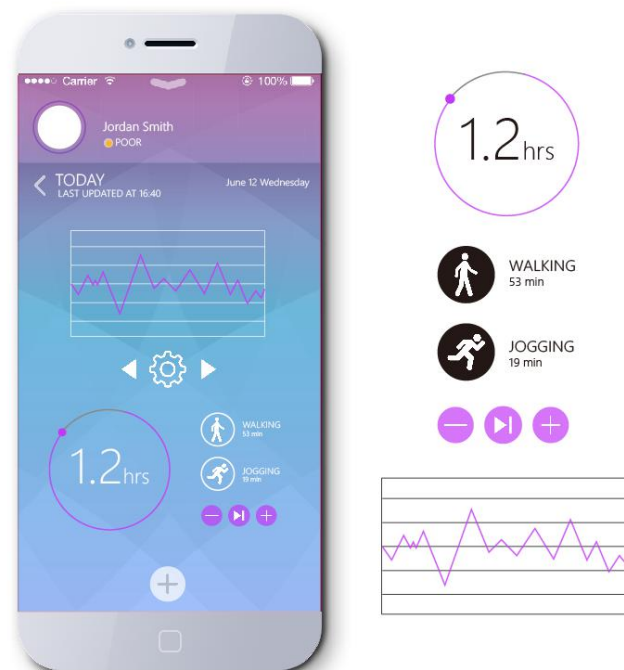 Carrier 100%
Jordan Smith
POOR
TODAY
LAST UPDATED AT 16:40
June 12 Wednesday
1.2hrs
WALKING
53 min
JOGGING
19 min
1.2hrs
WALKING
53 min
JOGGING
19 min